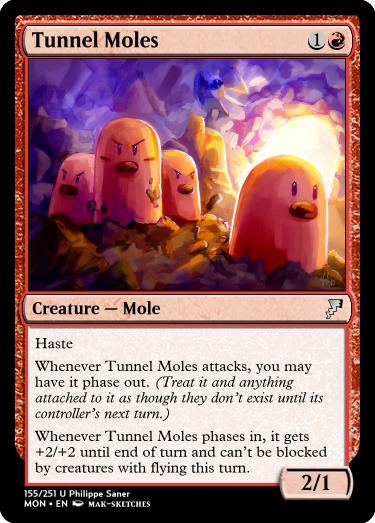 Tunnel Moles 1
Creature — Mole
Haste
Whenever Tunnel Moles attacks, you may
have it phase out. (Treat it and anything
attached to it as though they don't exist until its
controller's next turn.)
Whenever Tunnel Moles phases in, it gets
+2/+2 until end of turn and can't be blocked
by creatures with flying this turn.
2/1
155/251 U Philippe Saner
MON • EN MAK-SKETCHES